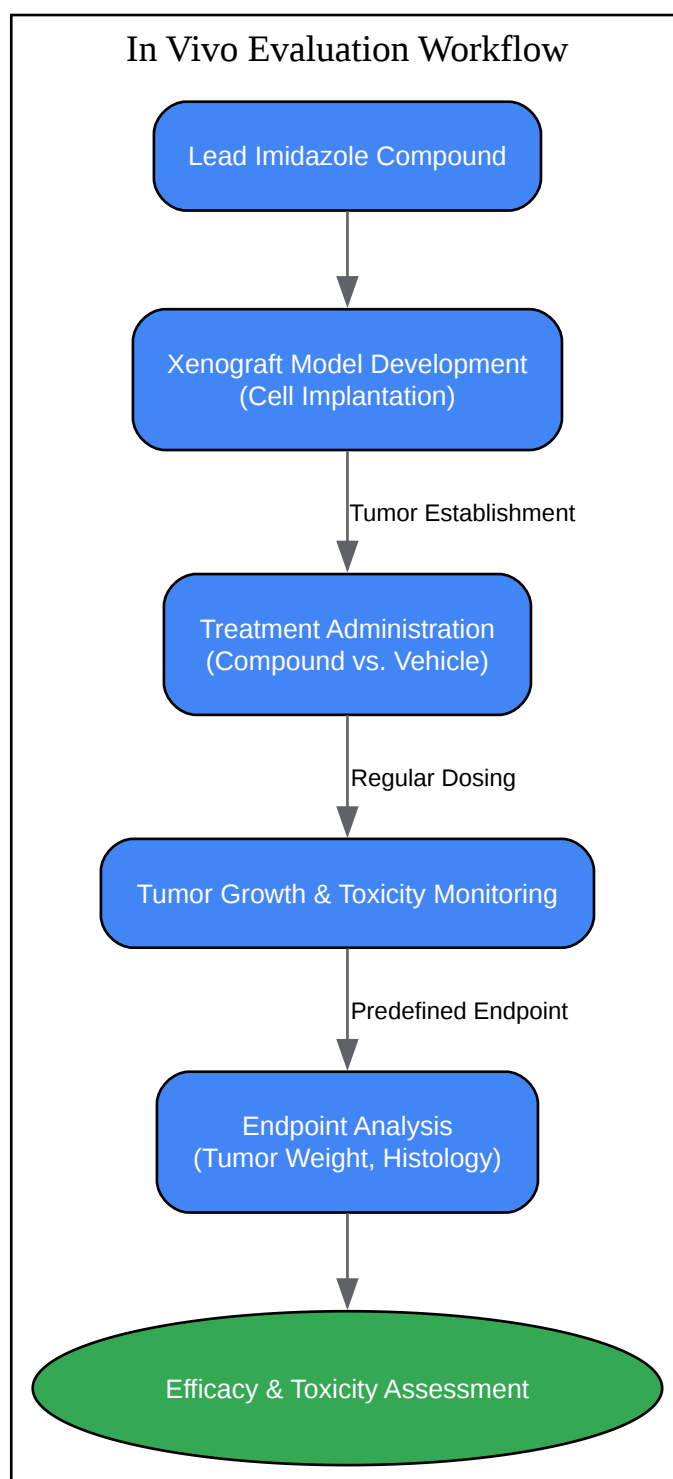 In Vivo Evaluation Workflow
Lead Imidazole Compound
Xenograft Model Development
(Cell Implantation)
Tumor Establishment
Treatment Administration
(Compound vs. Vehicle)
Regular Dosing
Tumor Growth & Toxicity Monitoring
Predefined Endpoint
Endpoint Analysis
(Tumor Weight, Histology)
Efficacy & Toxicity Assessment